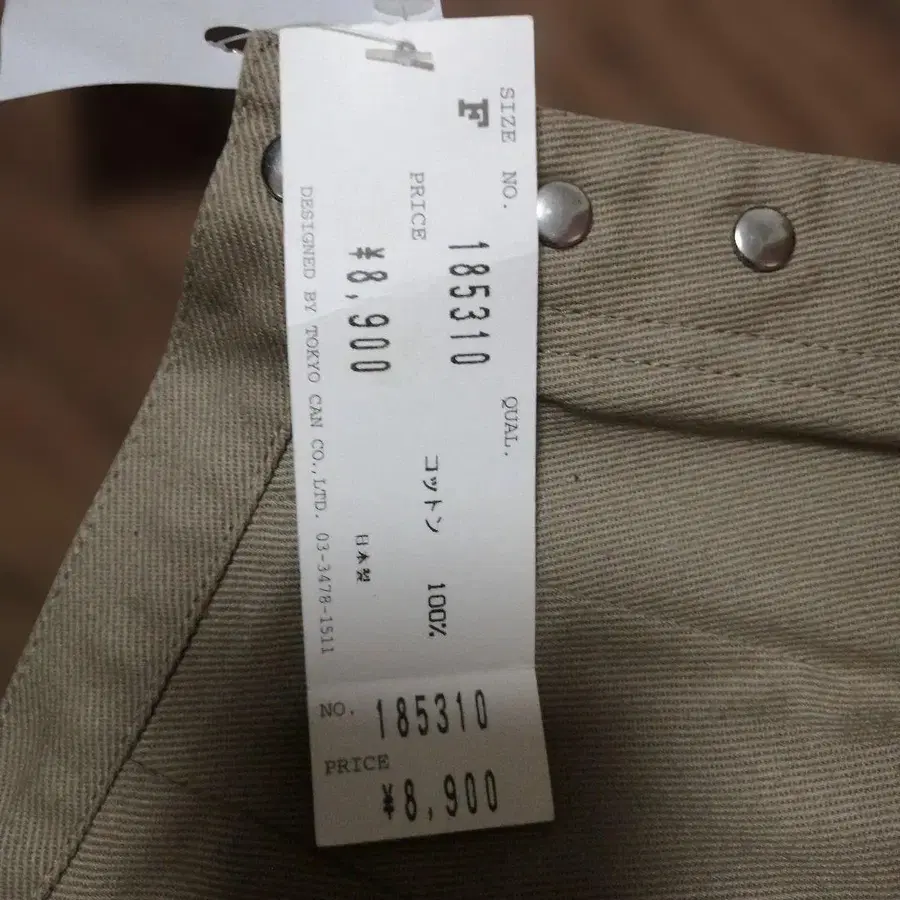 SIZE NO. QUAL.
F 185310 コットン 100%
PRICE
¥8,900 日本製
DESIGNED BY TOKYO CAN CO.,LTD. 03-3478-1511
NO. 185310
PRICE
¥8,900